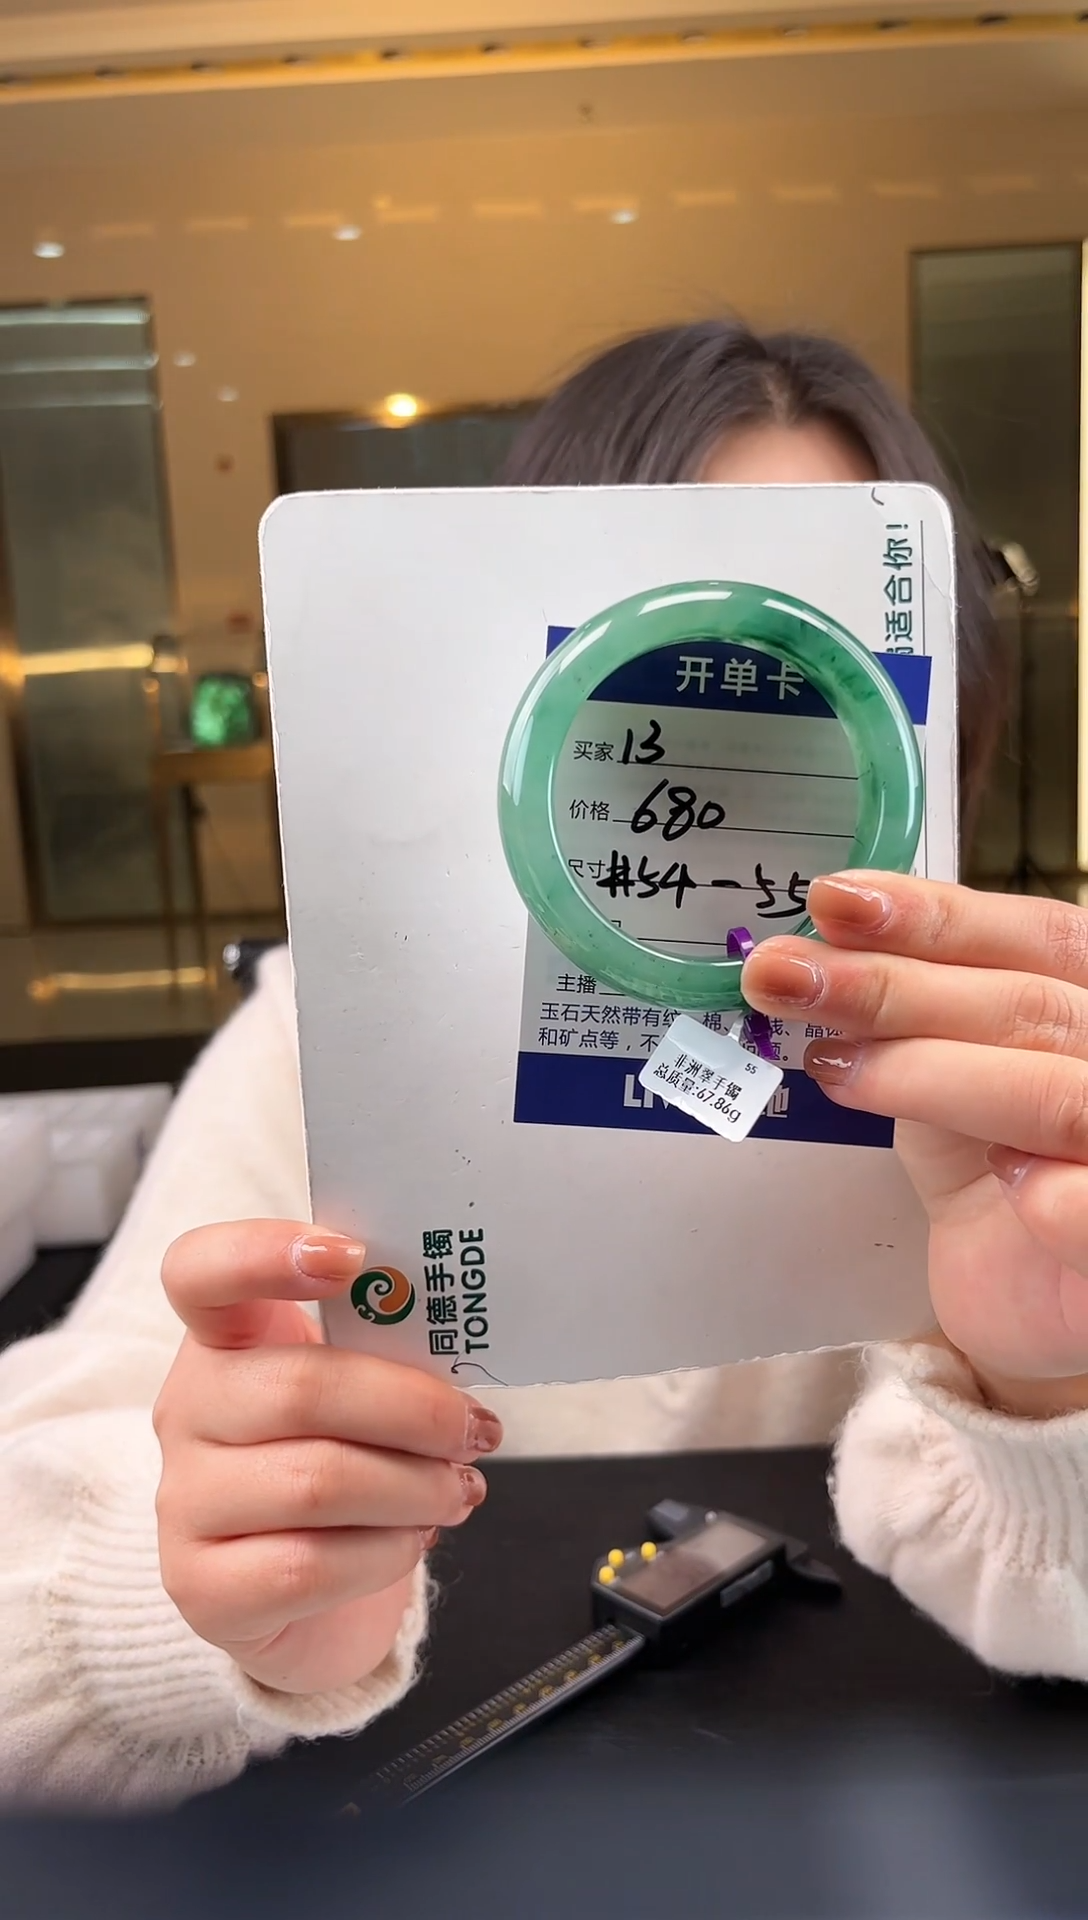 适合你！
开单卡
买家 13
价格 680
尺寸 #54-55
主播
玉石天然带有纹、棉、线、晶体
和矿点等，不 问题。
55
非洲翠手镯
总质量:67.86g
同德手镯
TONGDE